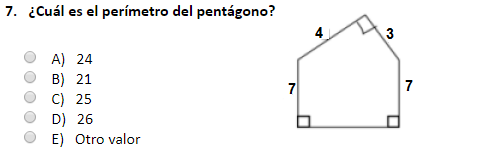 7. ¿Cuál es el perímetro del pentágono?
A) 24
B) 21
C) 25
D) 26
E) Otro valor
4
3
7
7